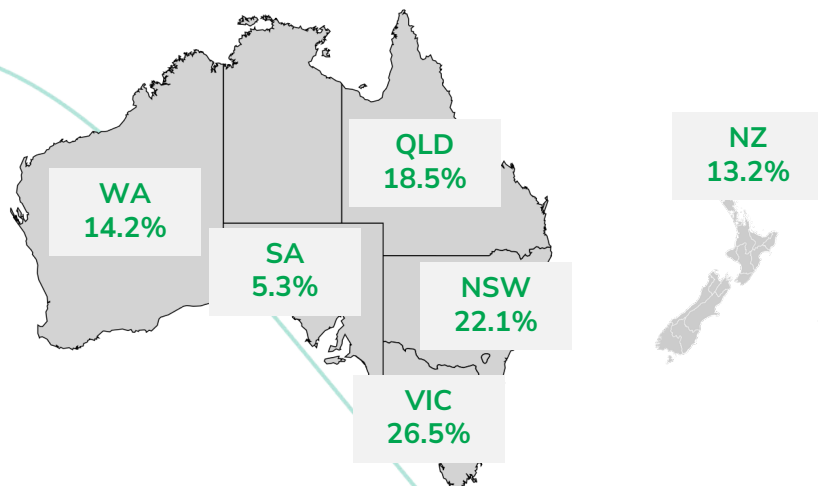 QLD
18.5%
NZ
13.2%
WA
14.2%
SA
5.3%
NSW
22.1%
VIC
26.5%